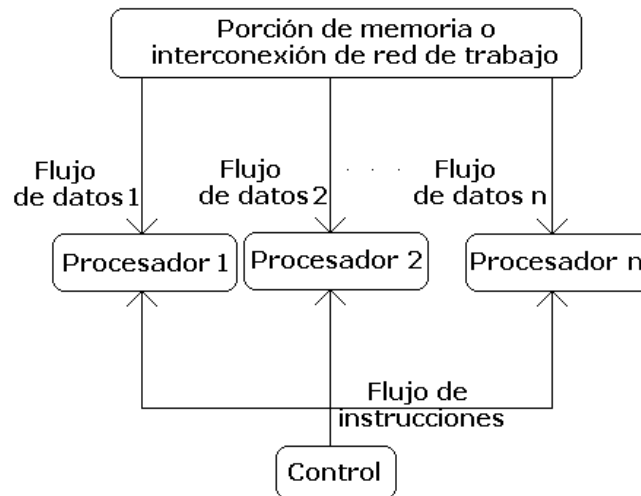 Porción de memoria o
interconexión de red de trabajo
Flujo
de datos 1
Flujo
de datos 2
. . .
Flujo
de datos n
Procesador 1
Procesador 2
Procesador n
Flujo de
instrucciones
Control